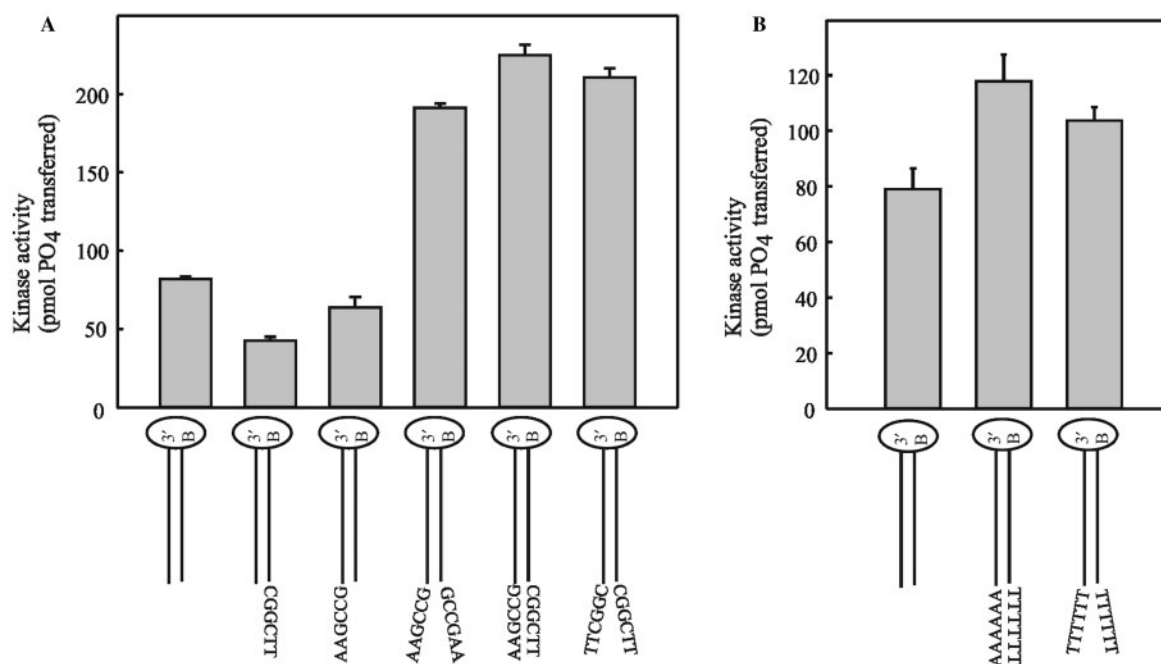 A
Kinase activity
(pmol PO4 transferred)
200
150
100
50
0
3' B
3' B
3' B
3' B
3' B
3' B
CGGCTT
AAGCCG
AAGCCG
GCCGAA
AAGCCG
CGGCTT
TTCGGC
CGGCTT
B
Kinase activity
(pmol PO4 transferred)
120
100
80
60
40
20
0
3' B
3' B
3' B
AAAAAA
TTTTTT
TTTTTT
TTTTTT